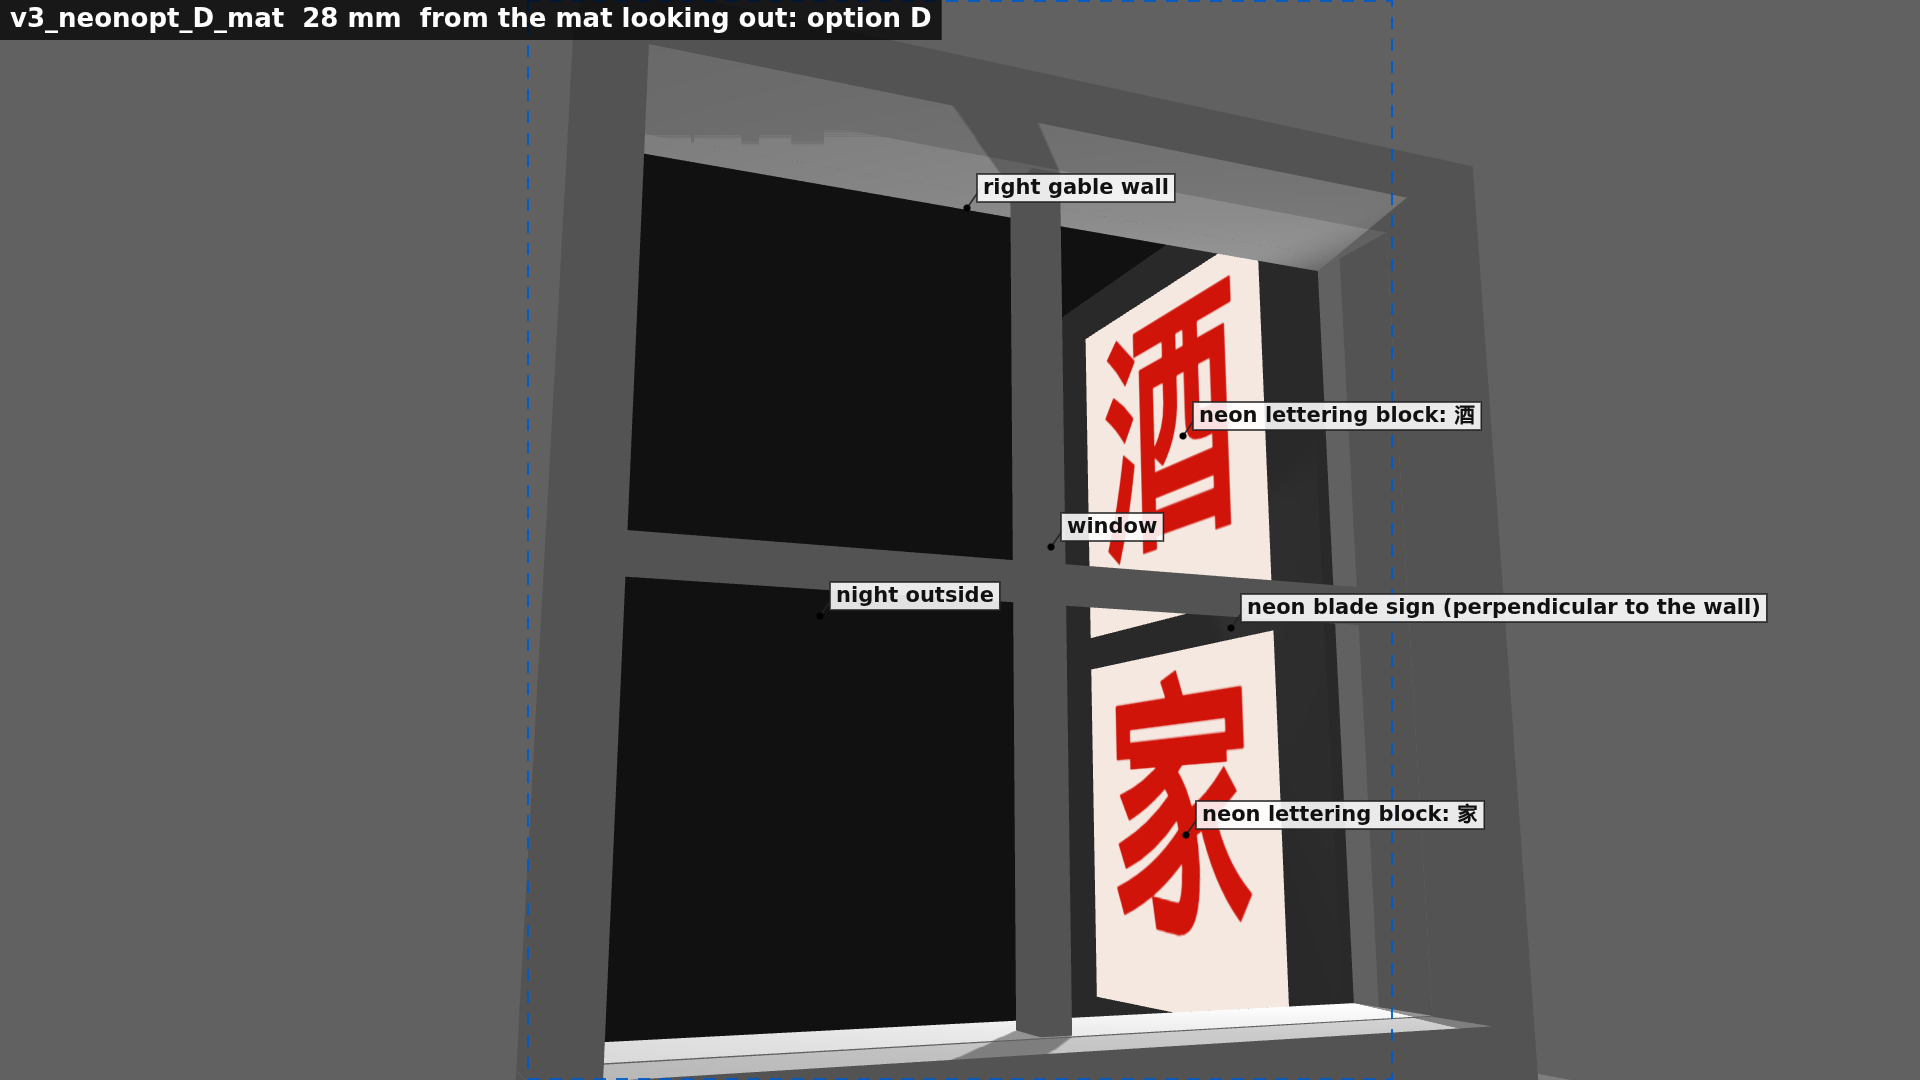 v3_neonopt_D_mat 28 mm from the mat looking out: option D
right gable wall
酒
neon lettering block: 酒
window
night outside
neon blade sign (perpendicular to the wall)
家
neon lettering block: 家